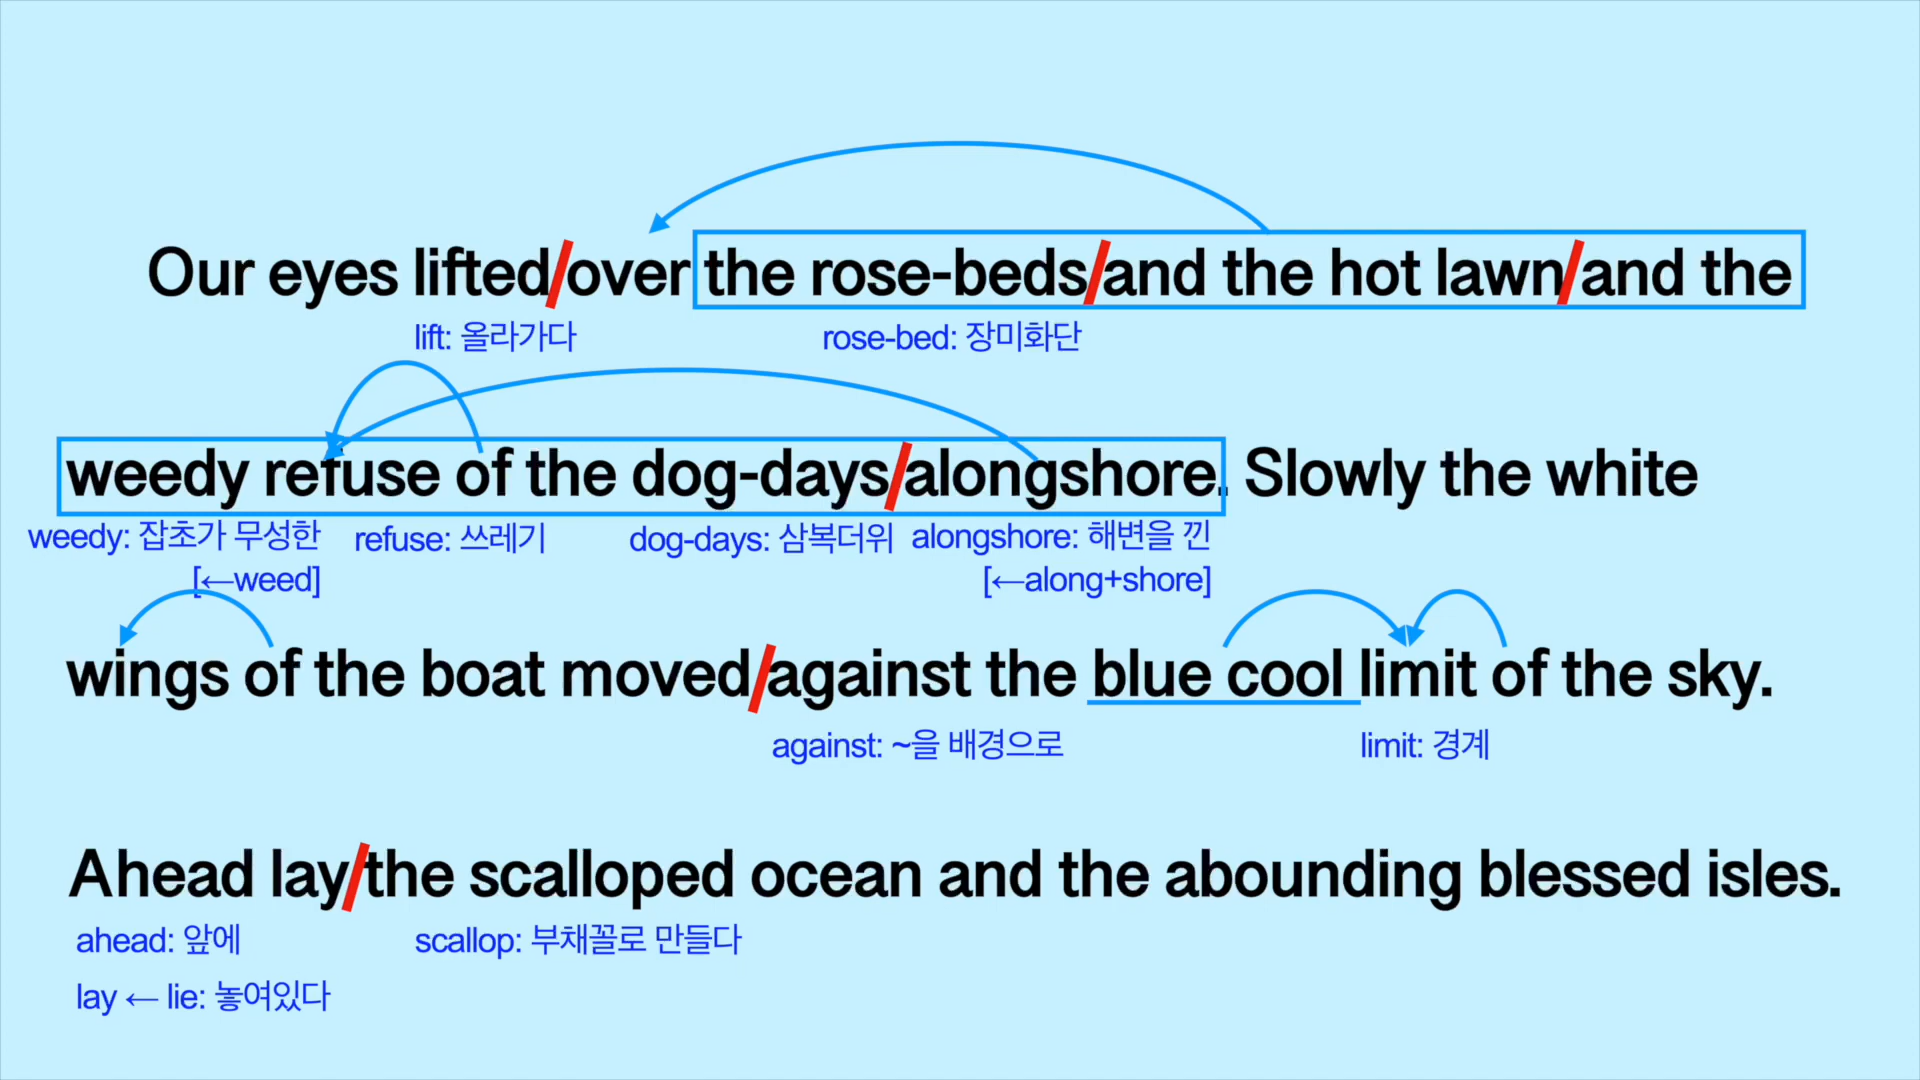 Our eyes lifted/over the rose-beds/and the hot lawn/and the
lift: 올라가다 rose-bed: 장미화단
weedy refuse of the dog-days/alongshore. Slowly the white
weedy: 잡초가 무성한 refuse: 쓰레기 dog-days: 삼복더위 alongshore: 해변을 낀
[←weed] [←along+shore]
wings of the boat moved/against the blue cool limit of the sky.
against: ~을 배경으로 limit: 경계
Ahead lay/the scalloped ocean and the abounding blessed isles.
ahead: 앞에 scallop: 부채꼴로 만들다
lay ← lie: 놓여있다